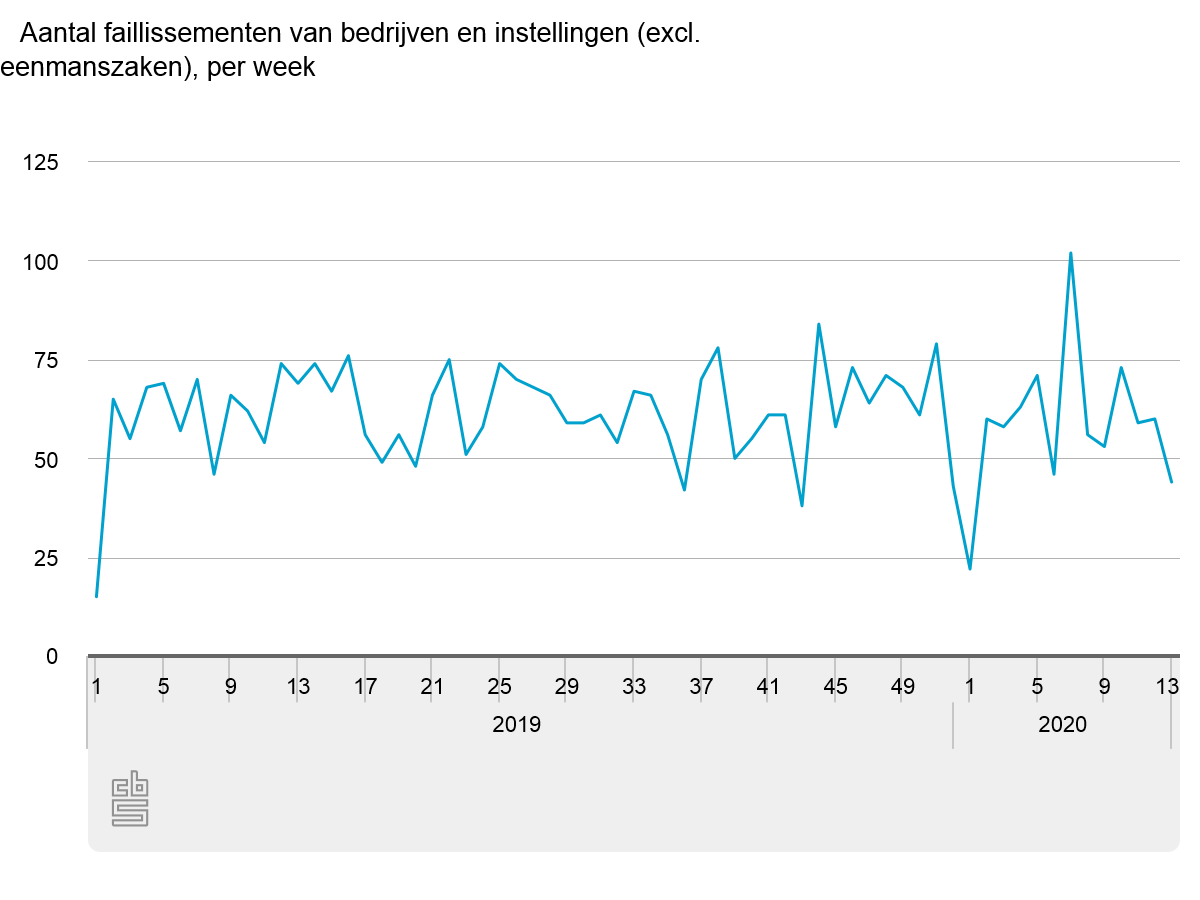 Aantal faillissementen van bedrijven en instellingen (excl.
eenmanszaken), per week
125
100
75
50
25
0
1 5 9 13 17 21 25 29 33 37 41 45 49 1 5 9 13
2019 2020
cbs